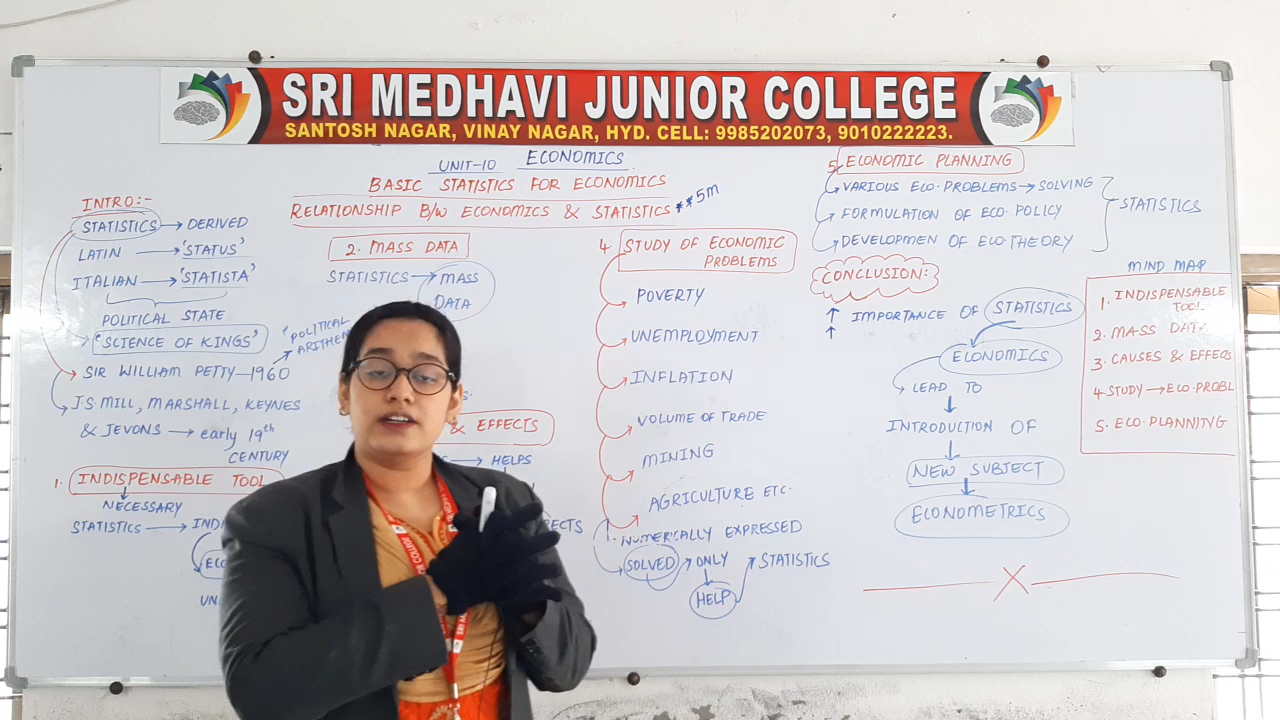 SRI MEDHAVI JUNIOR COLLEGE
SANTOSH NAGAR, VINAY NAGAR, HYD. CELL: 9985202073, 9010222223.
UNIT-10 ECONOMICS
BASIC STATISTICS FOR ECONOMICS
RELATIONSHIP B/W ECONOMICS & STATISTICS **5M
INTRO:-
STATISTICS → DERIVED
LATIN → 'STATUS'
ITALIAN → 'STATISTA'
POLITICAL STATE
'SCIENCE OF KINGS'
'POLITICAL
SIR WILLIAM PETTY-1960
J.S. MILL, MARSHALL, KEYNES
& JEVONS → early 19th
CENTURY
1. INDISPENSABLE TOOL
NECESSARY
STATISTICS →
2. MASS DATA
STATISTICS → MASS
DATA
& EFFECTS
→ HELPS
4 STUDY OF ECONOMIC
PROBLEMS
POVERTY
UNEMPLOYMENT
INFLATION
VOLUME OF TRADE
MINING
AGRICULTURE ETC.
NUMERICALLY EXPRESSED
SOLVED → ONLY → STATISTICS
HELP
5. ECONOMIC PLANNING
VARIOUS ECO. PROBLEMS → SOLVING
FORMULATION OF ECO. POLICY
DEVELOPMEN OF ECO. THEORY
STATISTICS
CONCLUSION:
↑ IMPORTANCE OF STATISTICS
↑
ECONOMICS
LEAD TO
↓
INTRODUCTION OF
↓
NEW SUBJECT
↓
ECONOMETRICS
X
MIND MAP
1. INDISPENSABLE
TOOL
2. MASS DATA
3. CAUSES & EFFECS
4 STUDY → ECO. PROBL
5. ECO. PLANNING